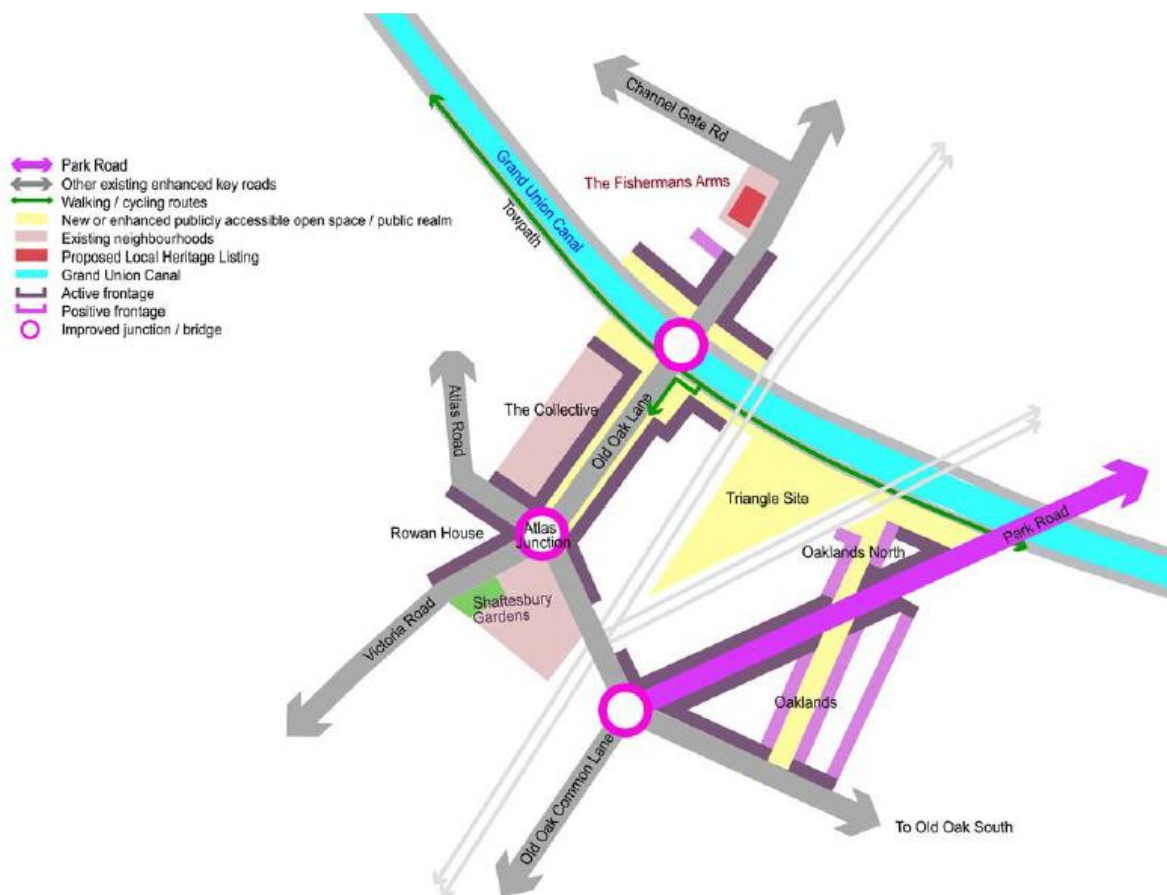 Park Road
Other existing enhanced key roads
Walking / cycling routes
New or enhanced publicly accessible open space / public realm
Existing neighbourhoods
Proposed Local Heritage Listing
Grand Union Canal
Active frontage
Positive frontage
Improved junction / bridge
Channel Gate Rd
The Fishermans Arms
Grand Union Canal
Towpath
The Collective
Old Oak Lane
Atlas Road
Triangle Site
Rowan House
Atlas
Junction
Park Road
Oaklands North
Shaftesbury
Gardens
Victoria Road
Oaklands
Old Oak Common Lane
To Old Oak South